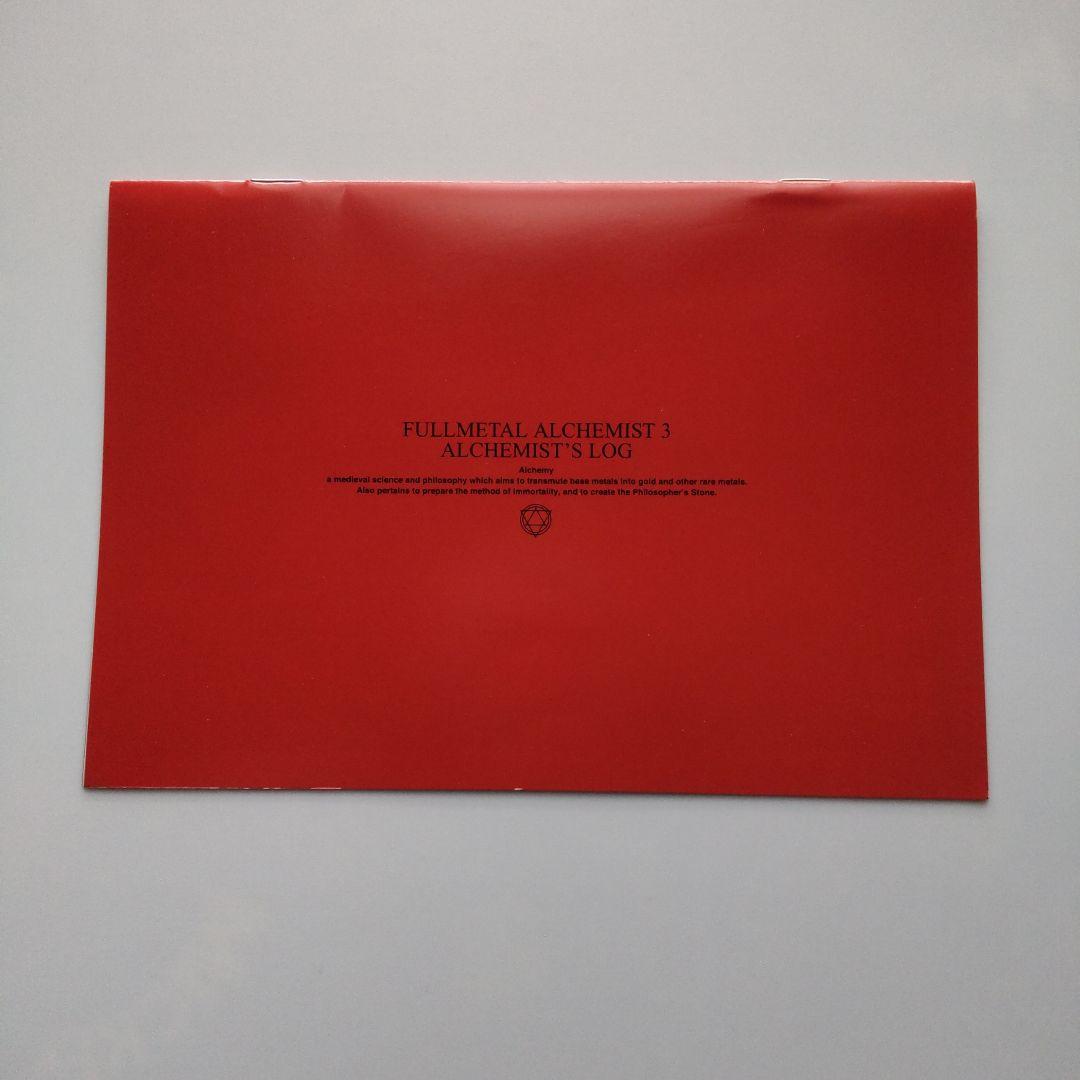 FULLMETAL ALCHEMIST 3
ALCHEMIST'S LOG
Alchemy
a medieval science and philosophy which aims to transmute base metals into gold and other rare metals.
Also pertains to prepare the method of immortality, and to create the Philosopher's Stone.